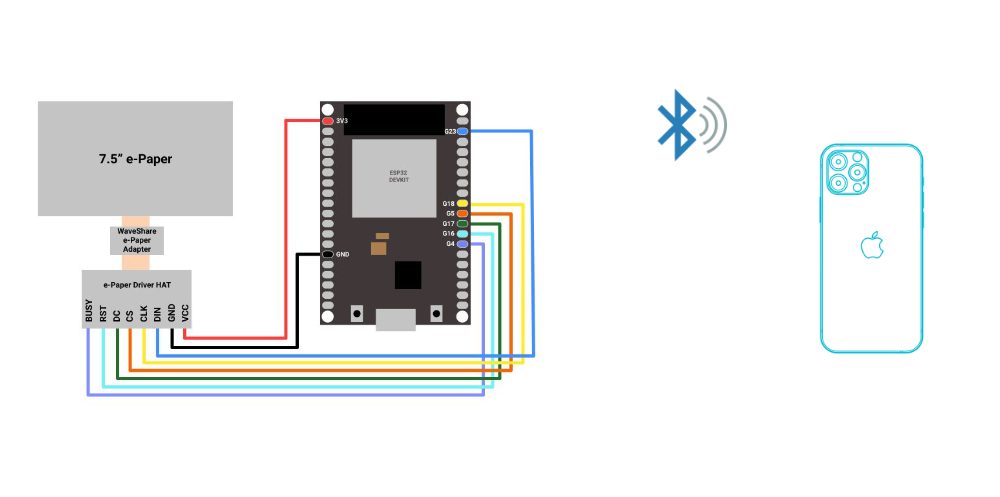 7.5” e-Paper
WaveShare
e-Paper
Adapter
e-Paper Driver HAT
BUSY
RST
DC
CS
CLK
DIN
GND
VCC
3V3
GND
ESP32
DEVKIT
G23
G18
G5
G17
G16
G4